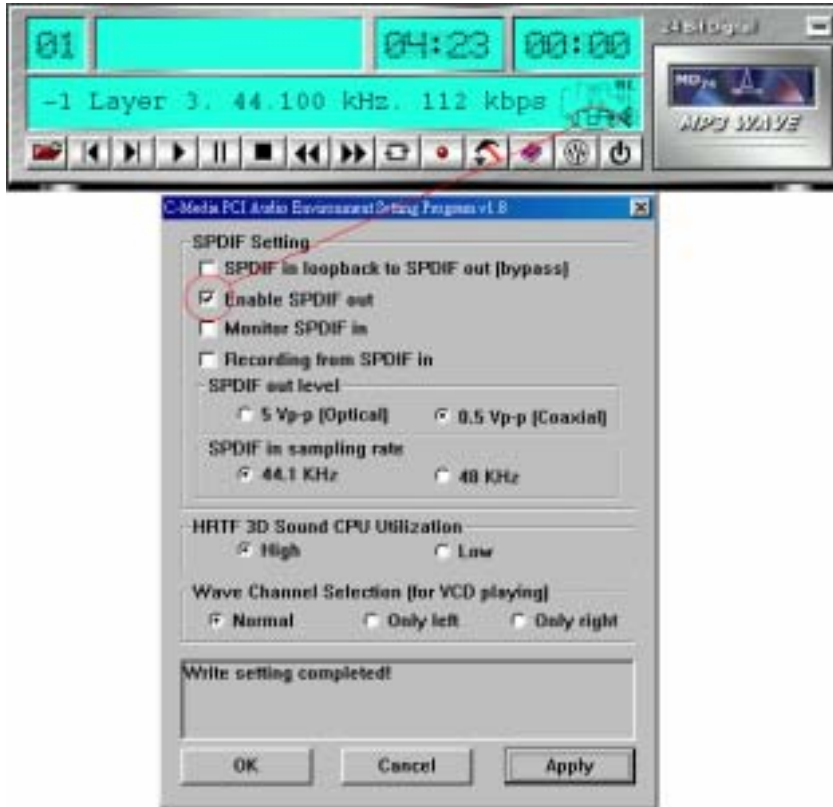 01 04:23 00:00
24 Bit Digital
-1 Layer 3. 44.100 kHz. 112 kbps
MP3 WAVE
C-Media PCI Audio Environment Setting Program v1.8
SPDIF Setting
SPDIF in loopback to SPDIF out (bypass)
Enable SPDIF out
Monitor SPDIF in
Recording from SPDIF in
SPDIF out level
5 Vp-p (Optical) 0.5 Vp-p (Coaxial)
SPDIF in sampling rate
44.1 KHz 48 KHz
HRTF 3D Sound CPU Utilization
High Low
Wave Channel Selection (for VCD playing)
Normal Only left Only right
Write setting completed!
OK Cancel Apply